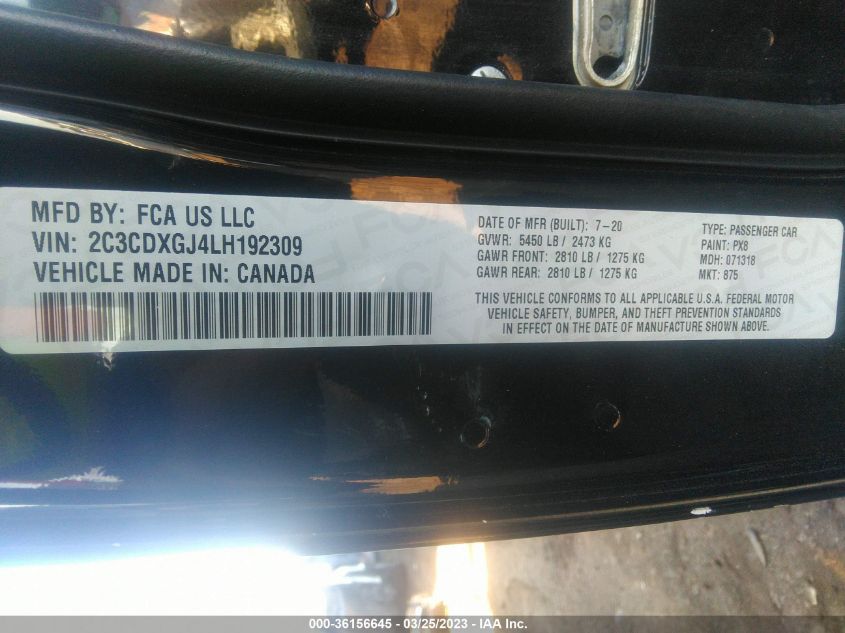 MFD BY: FCA US LLC
VIN: 2C3CDXGJ4LH192309
VEHICLE MADE IN: CANADA
DATE OF MFR (BUILT): 7-20
GVWR: 5450 LB / 2473 KG
GAWR FRONT: 2810 LB / 1275 KG
GAWR REAR: 2810 LB / 1275 KG
TYPE: PASSENGER CAR
PAINT: PX8
MDH: 071318
MKT: 875
THIS VEHICLE CONFORMS TO ALL APPLICABLE U.S.A. FEDERAL MOTOR
VEHICLE SAFETY, BUMPER, AND THEFT PREVENTION STANDARDS
IN EFFECT ON THE DATE OF MANUFACTURE SHOWN ABOVE.
000-36156645 - 03/25/2023 - IAA Inc.